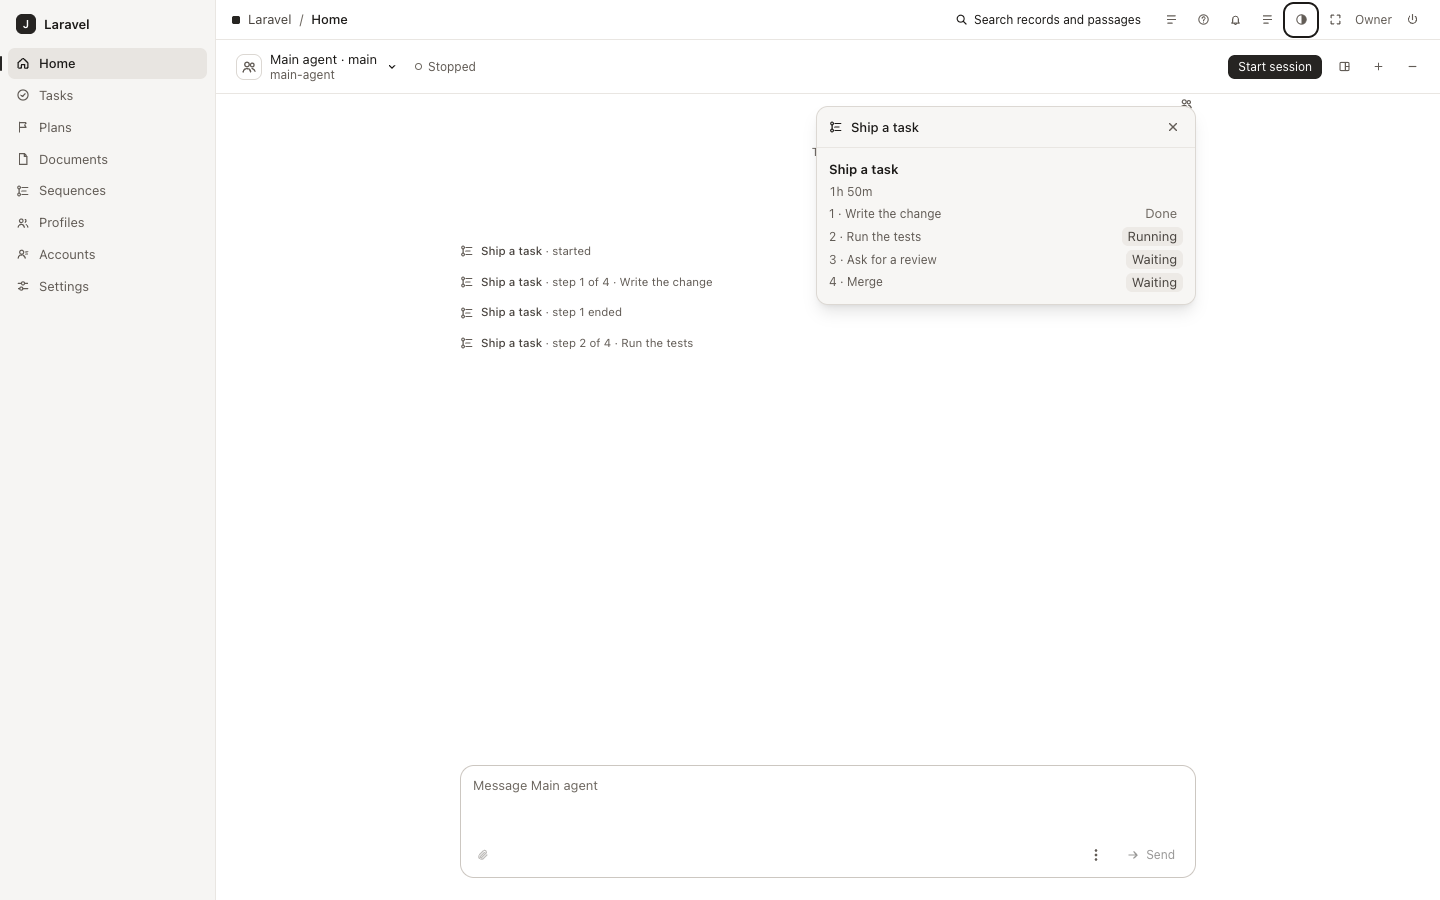 J Laravel
Home
Tasks
Plans
Documents
Sequences
Profiles
Accounts
Settings
Laravel / Home
Search records and passages
Owner
Main agent · main
main-agent
Stopped
Start session
Ship a task
Ship a task
1h 50m
1 · Write the change Done
2 · Run the tests Running
3 · Ask for a review Waiting
4 · Merge Waiting
Ship a task · started
Ship a task · step 1 of 4 · Write the change
Ship a task · step 1 ended
Ship a task · step 2 of 4 · Run the tests
Message Main agent
Send